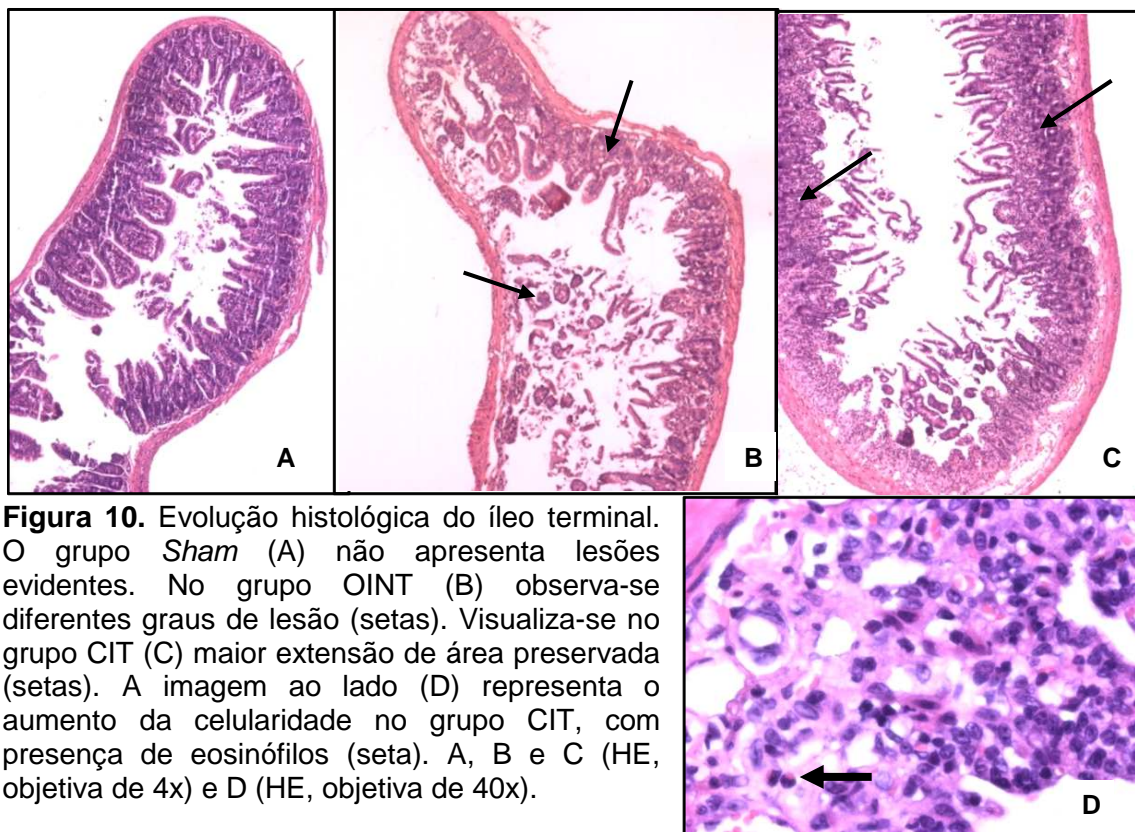 A
B
C
Figura 10. Evolução histológica do íleo terminal.
O grupo Sham (A) não apresenta lesões
evidentes. No grupo OINT (B) observa-se
diferentes graus de lesão (setas). Visualiza-se no
grupo CIT (C) maior extensão de área preservada
(setas). A imagem ao lado (D) representa o
aumento da celularidade no grupo CIT, com
presença de eosinófilos (seta). A, B e C (HE,
objetiva de 4x) e D (HE, objetiva de 40x).
D